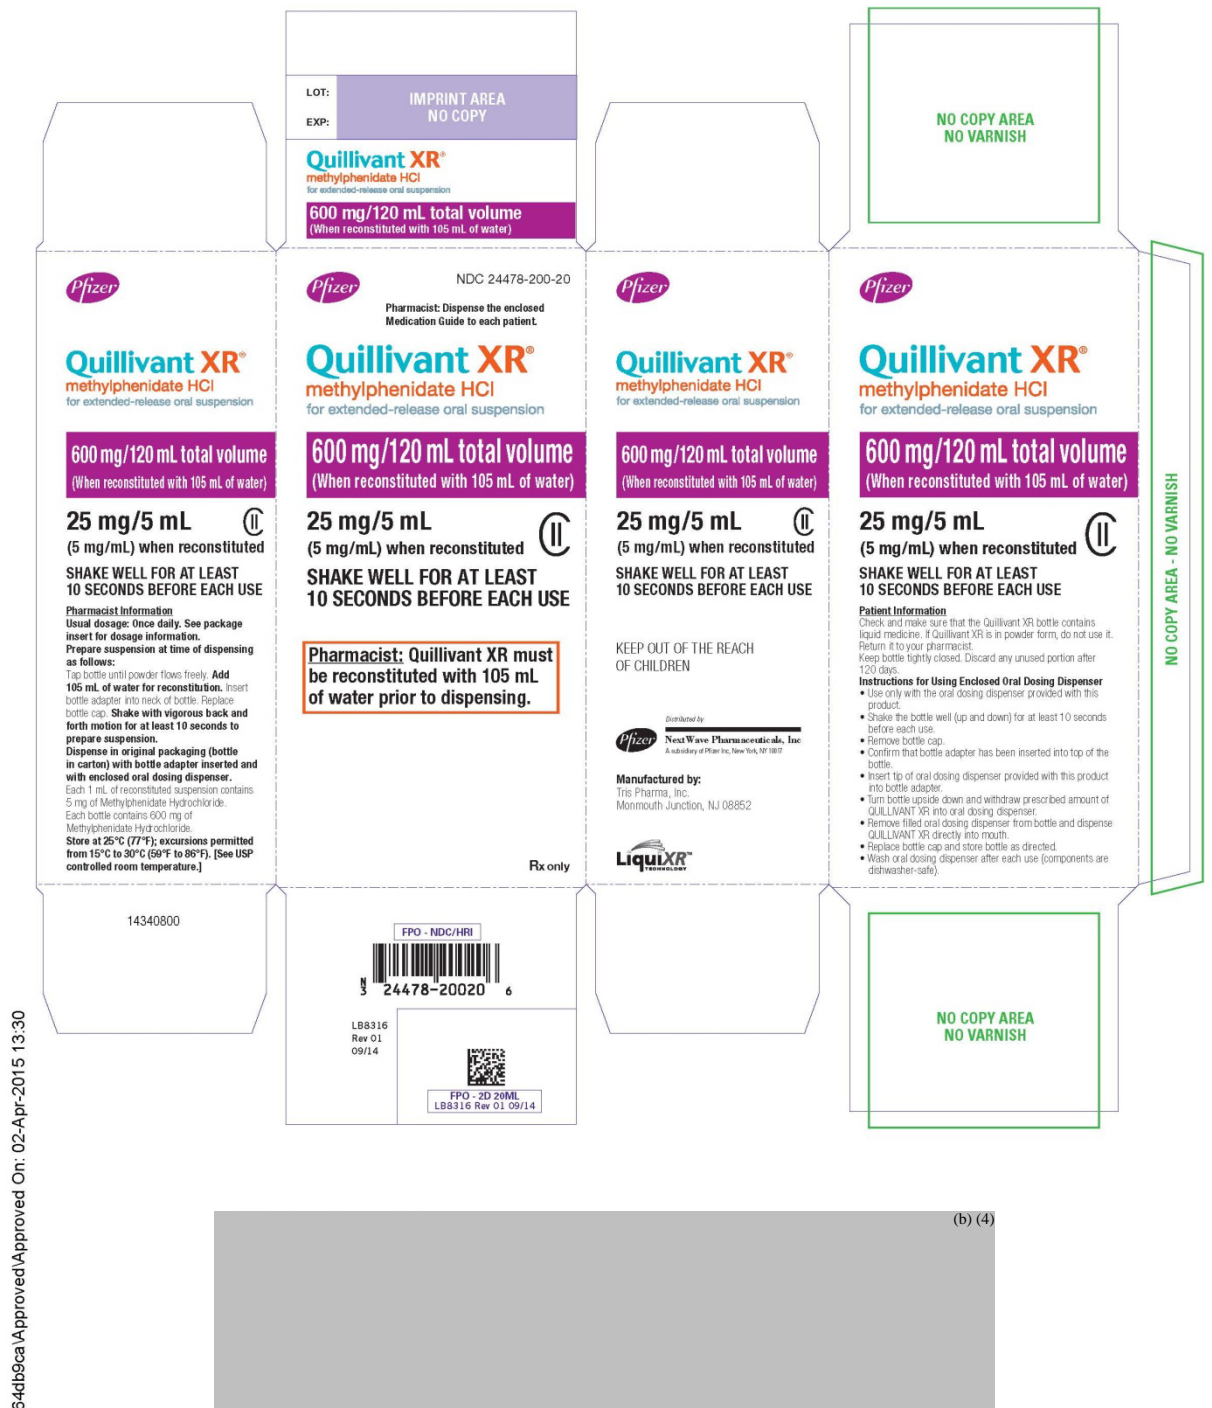 LOT:
EXP:
IMPRINT AREA
NO COPY
Quillivant XR®
methylphenidate HCl
for extended-release oral suspension
600 mg/120 mL total volume
(When reconstituted with 105 mL of water)
NO COPY AREA
NO VARNISH
Pfizer
Quillivant XR®
methylphenidate HCl
for extended-release oral suspension
600 mg/120 mL total volume
(When reconstituted with 105 mL of water)
25 mg/5 mL
CII
(5 mg/mL) when reconstituted
SHAKE WELL FOR AT LEAST
10 SECONDS BEFORE EACH USE
Pharmacist Information
Usual dosage: Once daily. See package
insert for dosage information.
Prepare suspension at time of dispensing
as follows:
Tap bottle until powder flows freely. Add
105 mL of water for reconstitution. Insert
bottle adapter into neck of bottle. Replace
bottle cap. Shake with vigorous back and
forth motion for at least 10 seconds to
prepare suspension.
Dispense in original packaging (bottle
in carton) with bottle adapter inserted and
with enclosed oral dosing dispenser.
Each 1 mL of reconstituted suspension contains
5 mg of Methylphenidate Hydrochloride.
Each bottle contains 600 mg of
Methylphenidate Hydrochloride.
Store at 25°C (77°F); excursions permitted
from 15°C to 30°C (59°F to 86°F). [See USP
controlled room temperature.]
14340800
Pfizer
NDC 24478-200-20
Pharmacist: Dispense the enclosed
Medication Guide to each patient.
Quillivant XR®
methylphenidate HCl
for extended-release oral suspension
600 mg/120 mL total volume
(When reconstituted with 105 mL of water)
25 mg/5 mL
CII
(5 mg/mL) when reconstituted
SHAKE WELL FOR AT LEAST
10 SECONDS BEFORE EACH USE
Pharmacist: Quillivant XR must
be reconstituted with 105 mL
of water prior to dispensing.
Rx only
FPO - NDC/HRI
N
3 24478-20020 6
LB8316
Rev 01
09/14
FPO - 2D 20ML
LB8316 Rev 01 09/14
Pfizer
Quillivant XR®
methylphenidate HCl
for extended-release oral suspension
600 mg/120 mL total volume
(When reconstituted with 105 mL of water)
25 mg/5 mL
CII
(5 mg/mL) when reconstituted
SHAKE WELL FOR AT LEAST
10 SECONDS BEFORE EACH USE
KEEP OUT OF THE REACH
OF CHILDREN
Distributed by
Pfizer
NextWave Pharmaceuticals, Inc
A subsidiary of Pfizer Inc, New York, NY 10017
Manufactured by:
Tris Pharma, Inc.
Monmouth Junction, NJ 08852
LiquiXR™
TECHNOLOGY
Pfizer
Quillivant XR®
methylphenidate HCl
for extended-release oral suspension
600 mg/120 mL total volume
(When reconstituted with 105 mL of water)
25 mg/5 mL
CII
(5 mg/mL) when reconstituted
SHAKE WELL FOR AT LEAST
10 SECONDS BEFORE EACH USE
Patient Information
Check and make sure that the Quillivant XR bottle contains
liquid medicine. If Quillivant XR is in powder form, do not use it.
Return it to your pharmacist.
Keep bottle tightly closed. Discard any unused portion after
120 days.
Instructions for Using Enclosed Oral Dosing Dispenser
• Use only with the oral dosing dispenser provided with this
product.
• Shake the bottle well (up and down) for at least 10 seconds
before each use.
• Remove bottle cap.
• Confirm that bottle adapter has been inserted into top of the
bottle.
• Insert tip of oral dosing dispenser provided with this product
into bottle adapter.
• Turn bottle upside down and withdraw prescribed amount of
QUILLIVANT XR into oral dosing dispenser.
• Remove filled oral dosing dispenser from bottle and dispense
QUILLIVANT XR directly into mouth.
• Replace bottle cap and store bottle as directed.
• Wash oral dosing dispenser after each use (components are
dishwasher-safe).
NO COPY AREA
NO VARNISH
NO COPY AREA - NO VARNISH
64db9ca\Approved\Approved On: 02-Apr-2015 13:30
(b) (4)